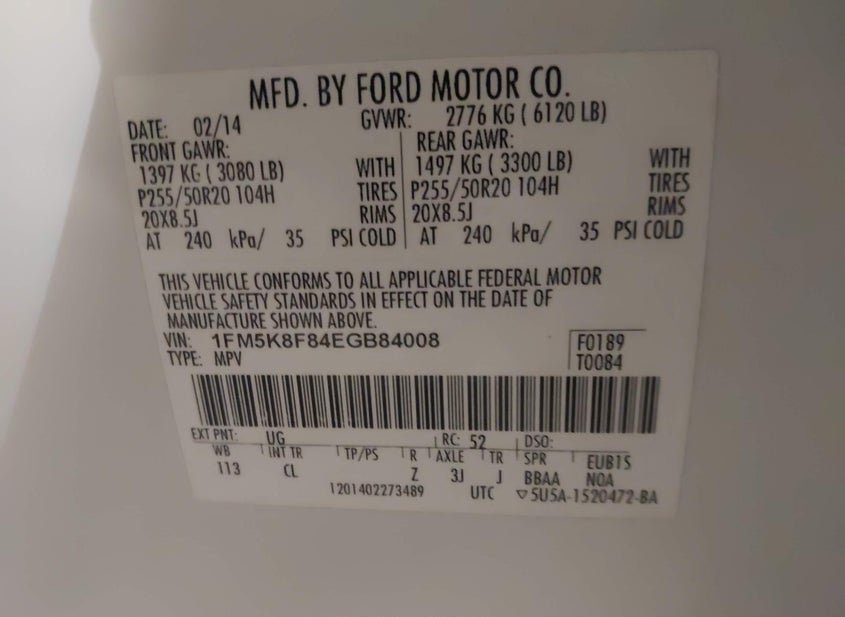 MFD. BY FORD MOTOR CO.
DATE: 02/14 GVWR: 2776 KG ( 6120 LB)
FRONT GAWR: REAR GAWR:
1397 KG ( 3080 LB) WITH 1497 KG ( 3300 LB) WITH
P255/50R20 104H TIRES P255/50R20 104H TIRES
20X8.5J RIMS 20X8.5J RIMS
AT 240 kPa/ 35 PSI COLD AT 240 kPa/ 35 PSI COLD
THIS VEHICLE CONFORMS TO ALL APPLICABLE FEDERAL MOTOR
VEHICLE SAFETY STANDARDS IN EFFECT ON THE DATE OF
MANUFACTURE SHOWN ABOVE.
VIN: 1FM5K8F84EGB84008 F0189
TYPE: MPV T0084
EXT PNT: UG RC: 52 DSO:
WB INT TR TP/PS R AXLE TR SPR EUB1S
113 CL Z 3J J BBAA NOA
1201402273489 UTC ▽5U5A-1520472-BA